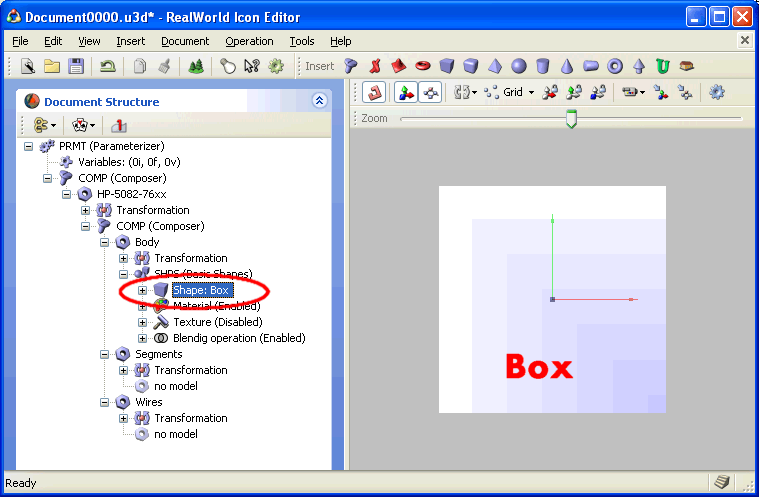 Document0000.u3d* - RealWorld Icon Editor
File Edit View Insert Document Operation Tools Help
Insert
Document Structure
Grid
Zoom
PRMT (Parameterizer)
Variables: (0i, 0f, 0v)
COMP (Composer)
HP-5082-76xx
Transformation
COMP (Composer)
Body
Transformation
SHPS (Basic Shapes)
Shape: Box
Material (Enabled)
Texture (Disabled)
Blendig operation (Enabled)
Segments
Transformation
no model
Wires
Transformation
no model
Box
Ready